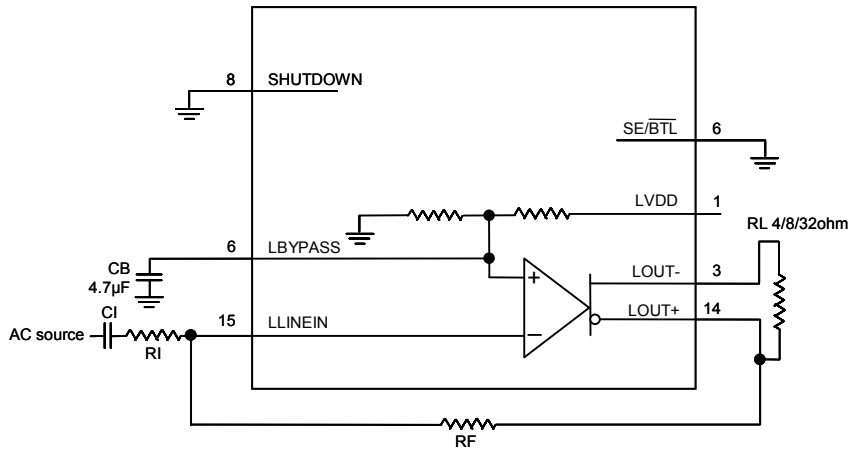 8 SHUTDOWN
SE/BTL 6
LVDD 1
RL 4/8/32ohm
6 LBYPASS
CB
4.7µF
LOUT- 3
+
LOUT+ 14
CI
15 LLINEIN
AC source
RI
−
RF